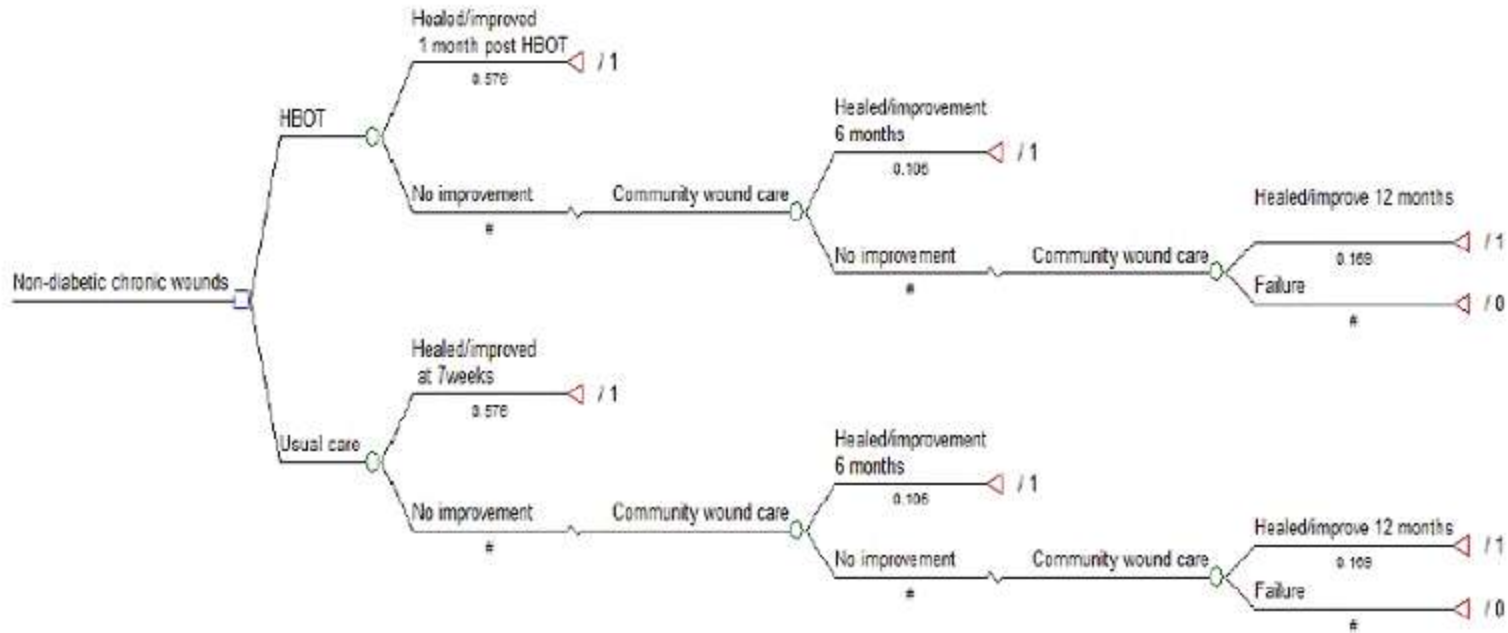 Healed/improved
1 month post HBOT
0.576
/ 1
HBOT
Healed/improvement
6 months
0.106
/ 1
No improvement
#
Community wound care
Healed/improve 12 months
0.169
/ 1
No improvement
#
Community wound care
Failure
#
/ 0
Non-diabetic chronic wounds
Healed/improved
at 7weeks
0.576
/ 1
Usual care
Healed/improvement
6 months
0.106
/ 1
No improvement
#
Community wound care
Healed/improve 12 months
0.169
/ 1
No improvement
#
Community wound care
Failure
#
/ 0